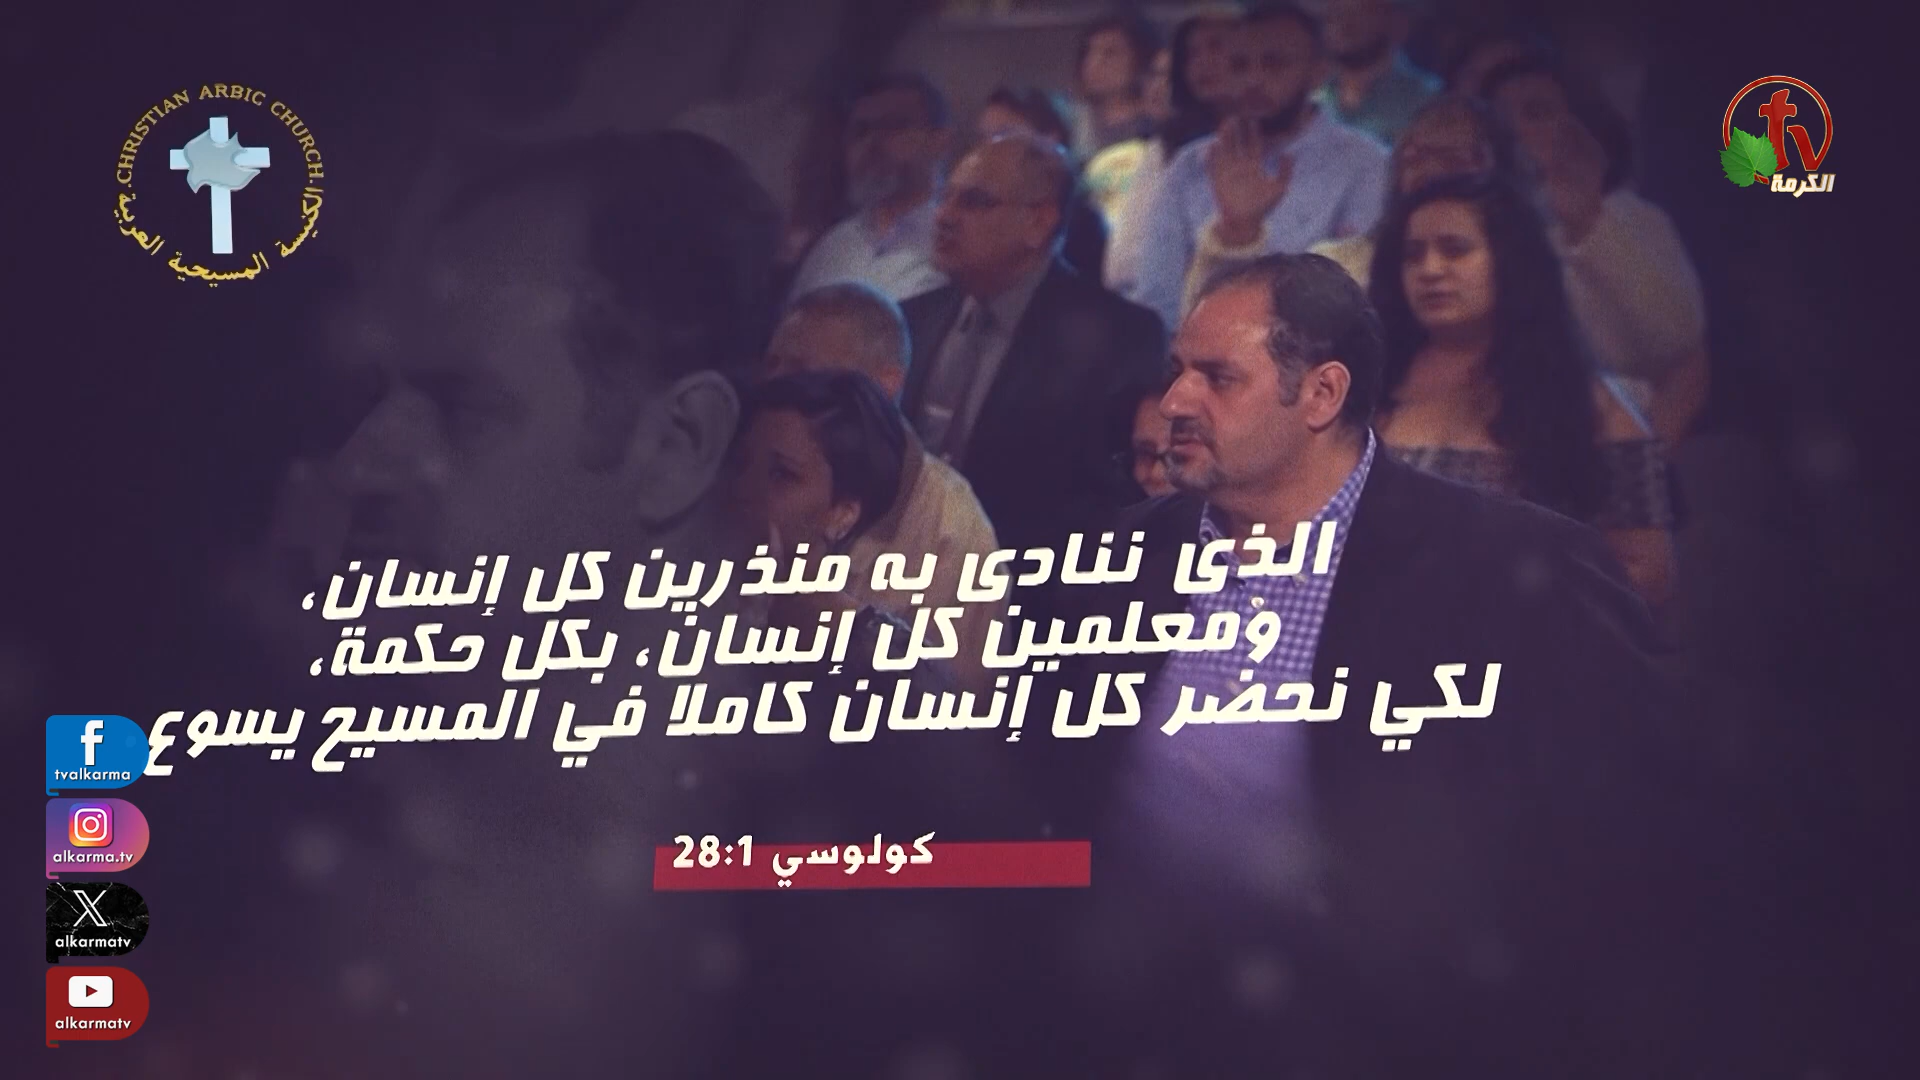 CHRISTIAN ARBIC CHURCH
الكنيسة المسيحية العربية
tv
الكرمة
الذى ننادى به منذرين كل إنسان،
ومعلمين كل إنسان، بكل حكمة،
لكي نحضر كل إنسان كاملا في المسيح يسوع
كولوسي 28:1
tvalkarma
alkarma.tv
alkarmatv
alkarmatv